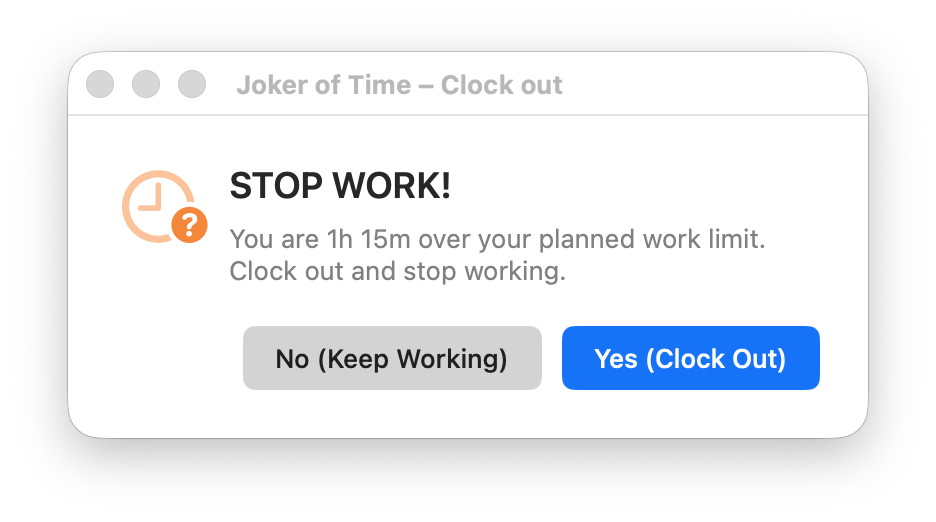 Joker of Time – Clock out
?
STOP WORK!
You are 1h 15m over your planned work limit.
Clock out and stop working.
No (Keep Working)
Yes (Clock Out)